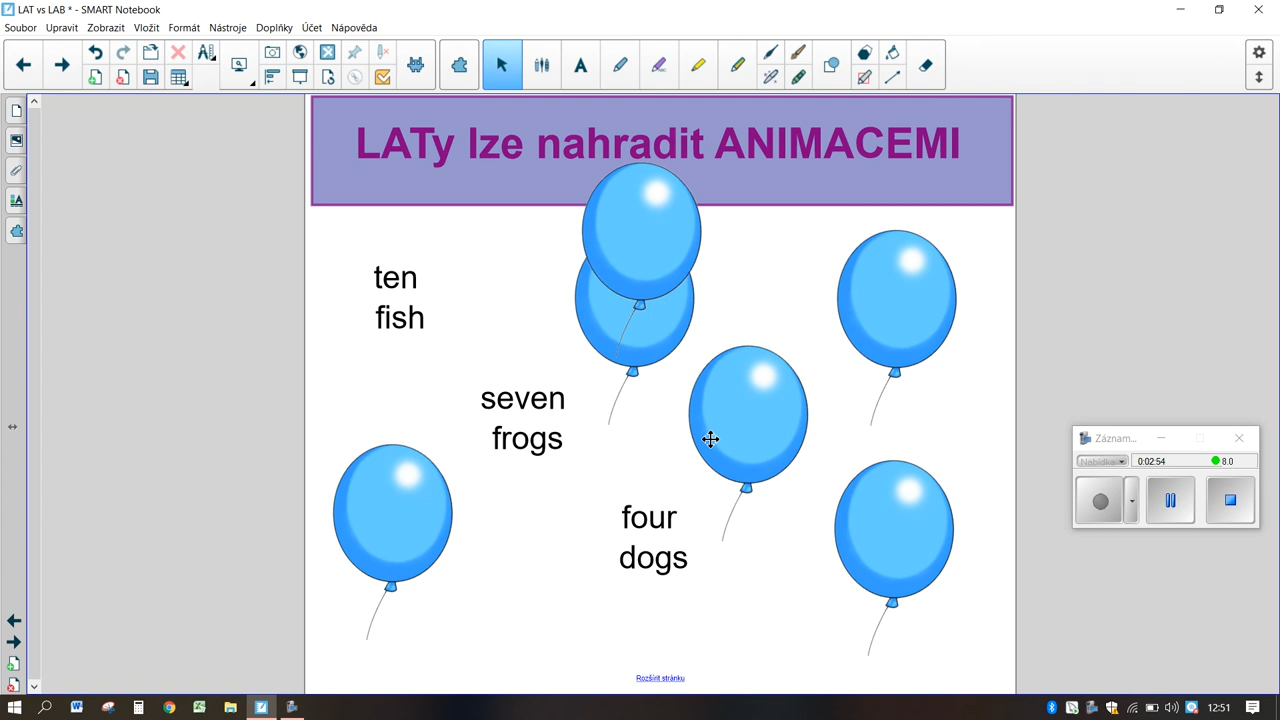 LAT vs LAB * - SMART Notebook
Soubor Upravit Zobrazit Vložit Formát Nástroje Doplňky Účet Nápověda
LATy lze nahradit ANIMACEMI
ten
fish
seven
frogs
four
dogs
Rozšířit stránku
Záznam...
Nabídka
0:02:54
8.0
12:51